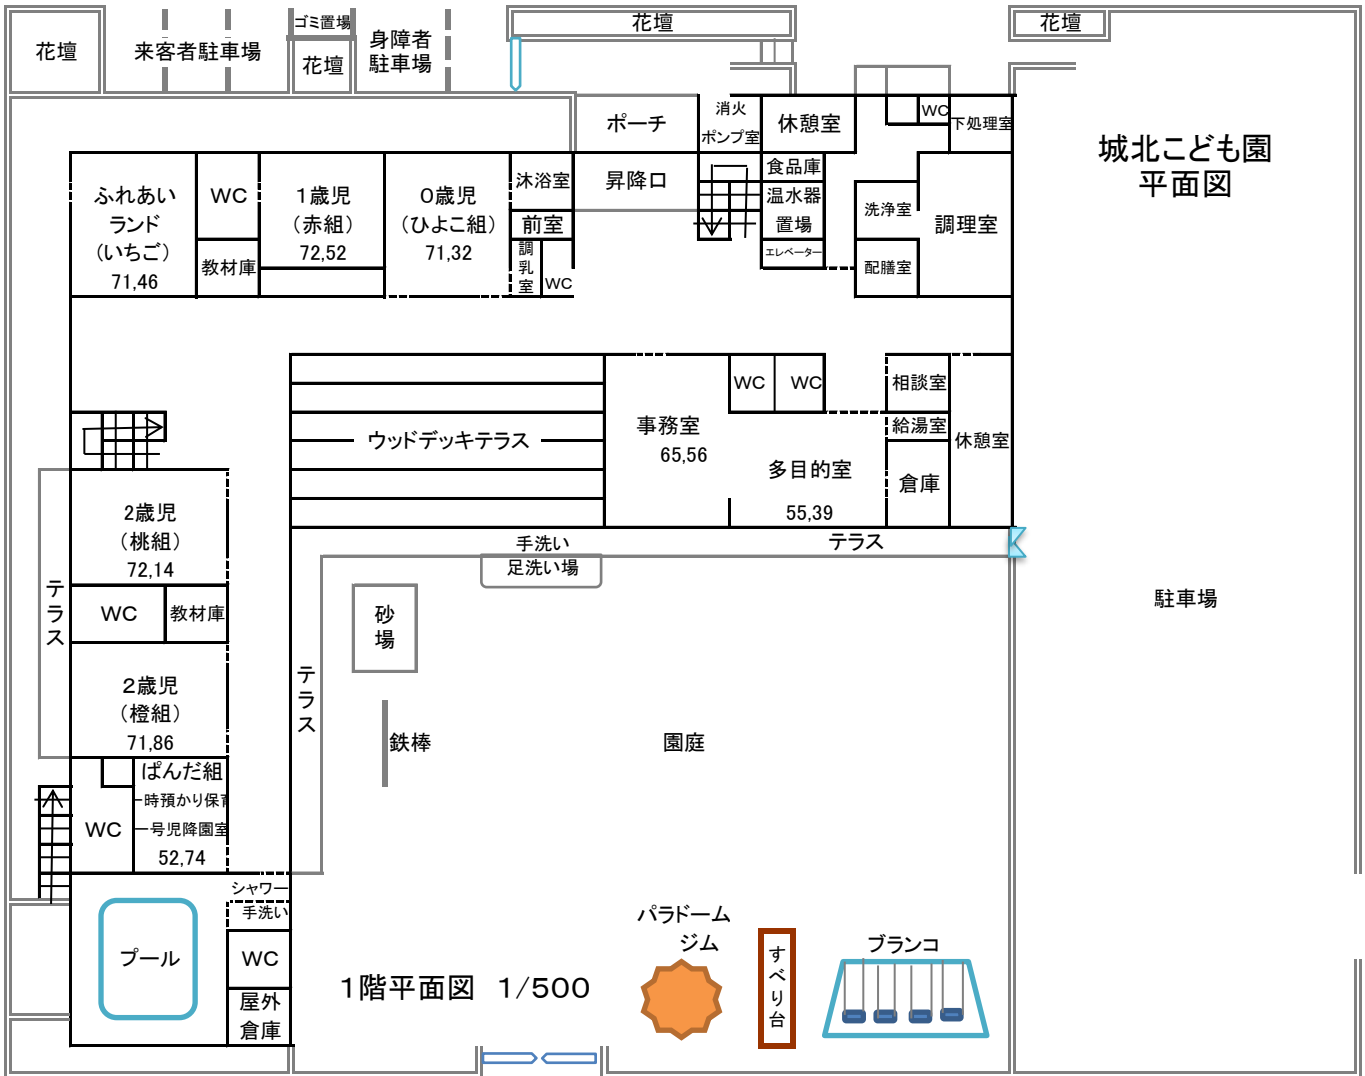 花壇
来客者駐車場
ゴミ置場
花壇
身障者
駐車場
花壇
花壇
城北こども園
平面図
ポーチ
消火
ポンプ室
休憩室
WC
下処理室
ふれあい
ランド
(いちご)
71,46
WC
教材庫
1歳児
(赤組)
72,52
0歳児
(ひよこ組)
71,32
沐浴室
前室
調
乳
室
WC
昇降口
食品庫
温水器
置場
エレベーター
洗浄室
配膳室
調理室
ウッドデッキテラス
事務室
65,56
WC
WC
多目的室
55,39
相談室
給湯室
倉庫
休憩室
2歳児
(桃組)
72,14
WC
教材庫
テラス
2歳児
(橙組)
71,86
ぱんだ組
一時預かり保育
一号児降園室
52,74
WC
テラス
手洗い
足洗い場
テラス
砂
場
鉄棒
園庭
駐車場
シャワー
手洗い
WC
屋外
倉庫
プール
1階平面図 1/500
パラドーム
ジム
すべり台
ブランコ